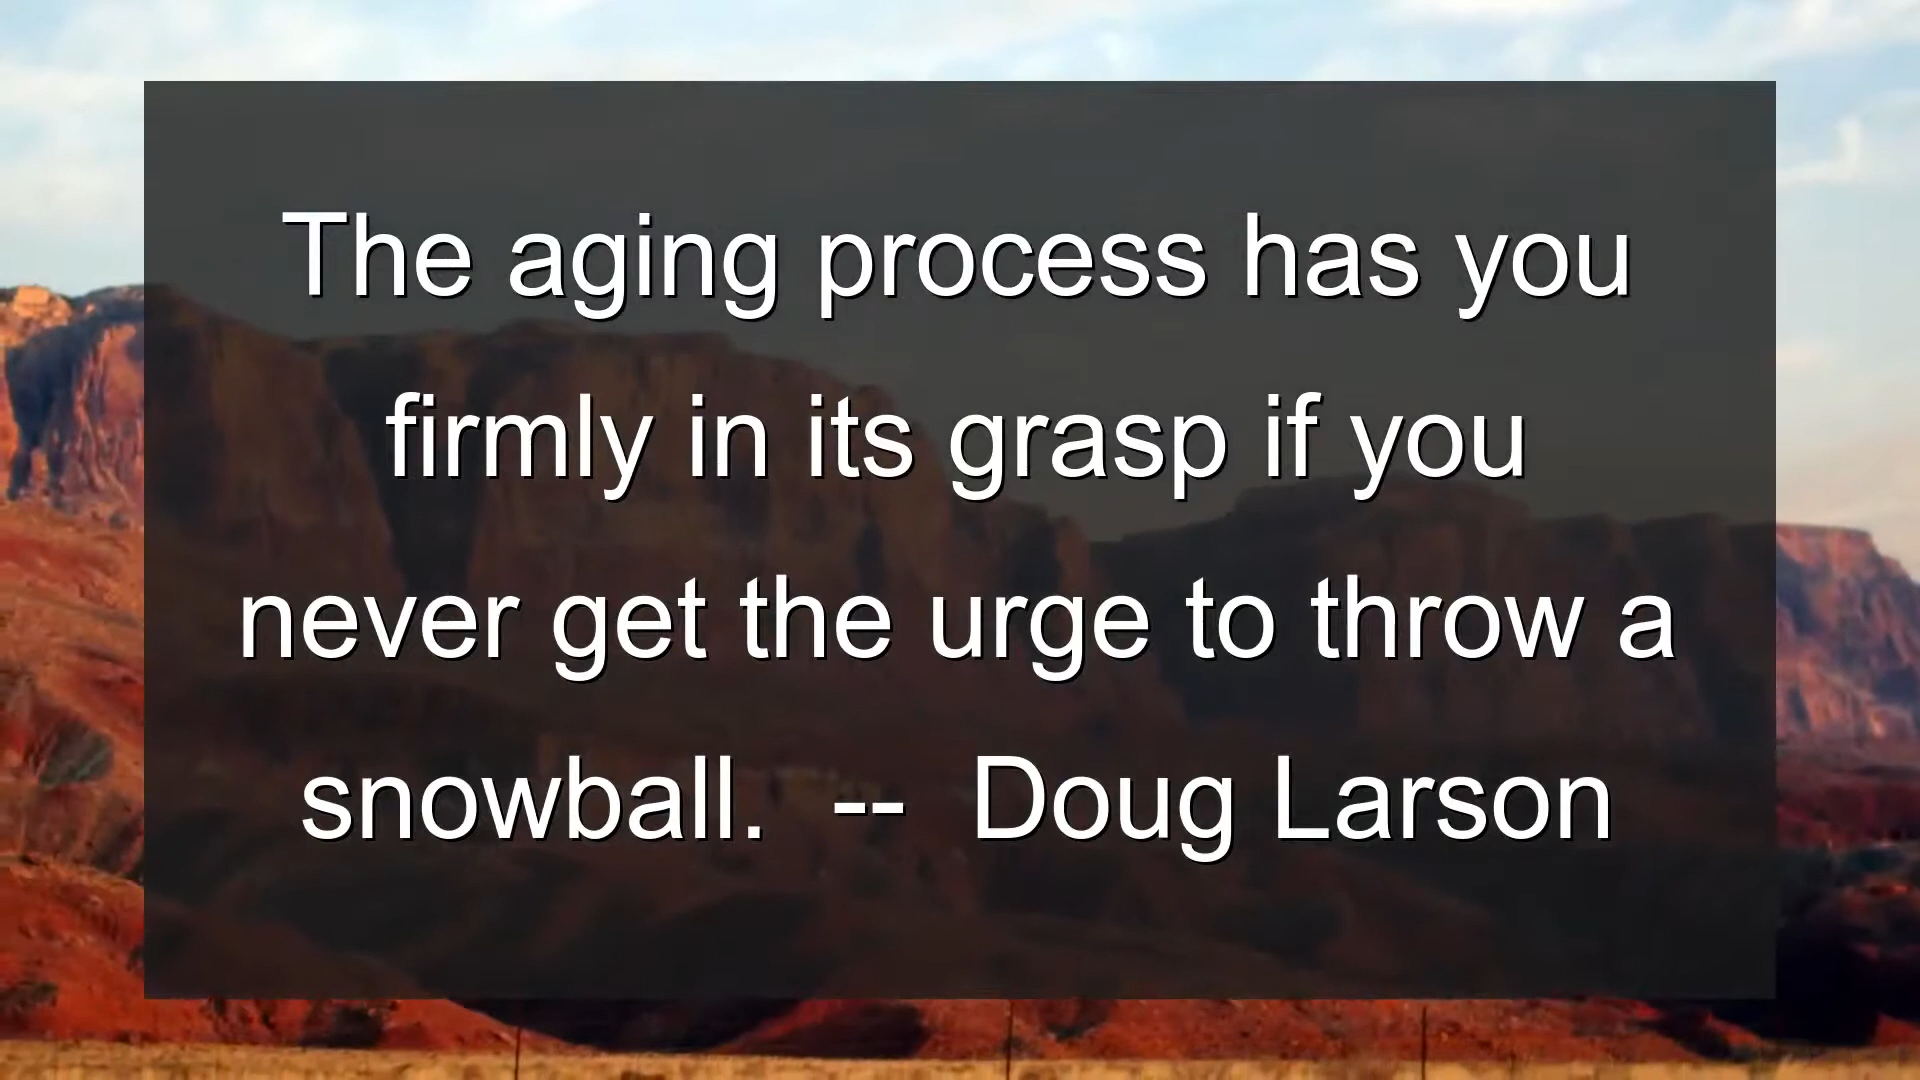 The aging process has you
firmly in its grasp if you
never get the urge to throw a
snowball.  --  Doug Larson